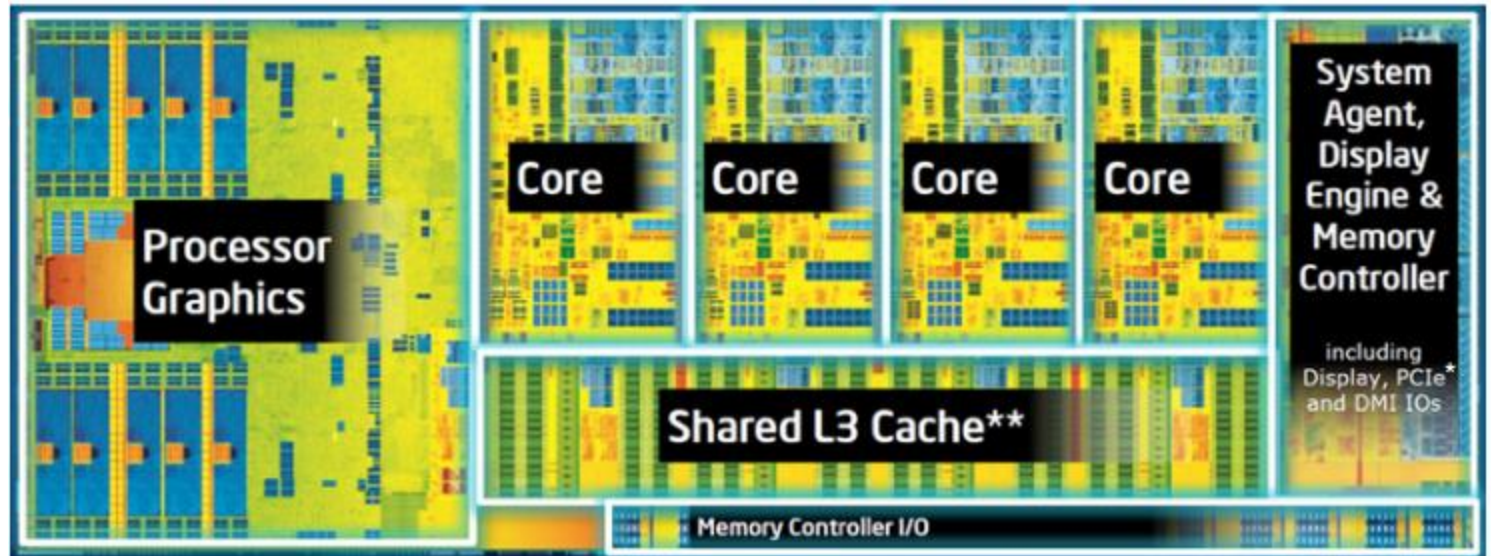 Processor
Graphics
Core
Core
Core
Core
System
Agent,
Display
Engine &
Memory
Controller
including
Display, PCIe*
and DMI IOs
Shared L3 Cache**
Memory Controller I/O